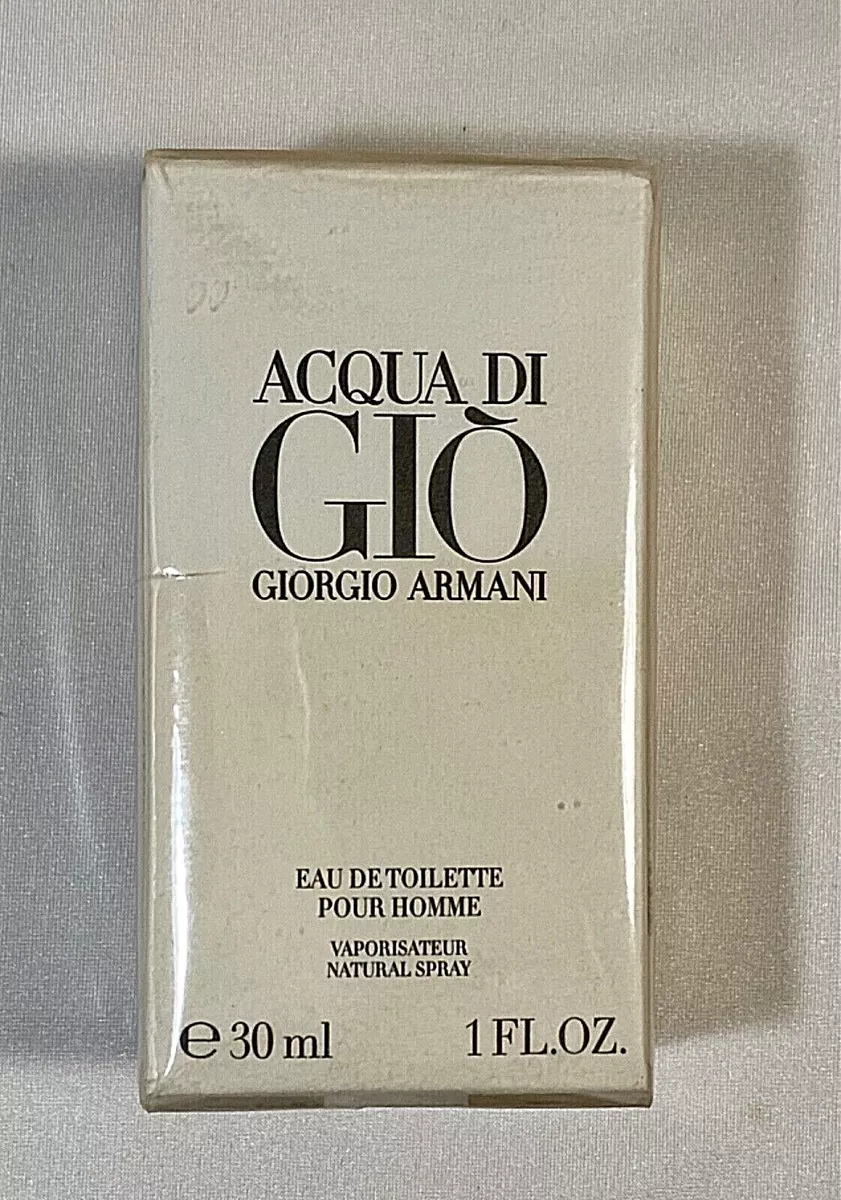 ACQUA DI
GIÒ
GIORGIO ARMANI
EAU DE TOILETTE
POUR HOMME
VAPORISATEUR
NATURAL SPRAY
℮ 30 ml 1 FL.OZ.